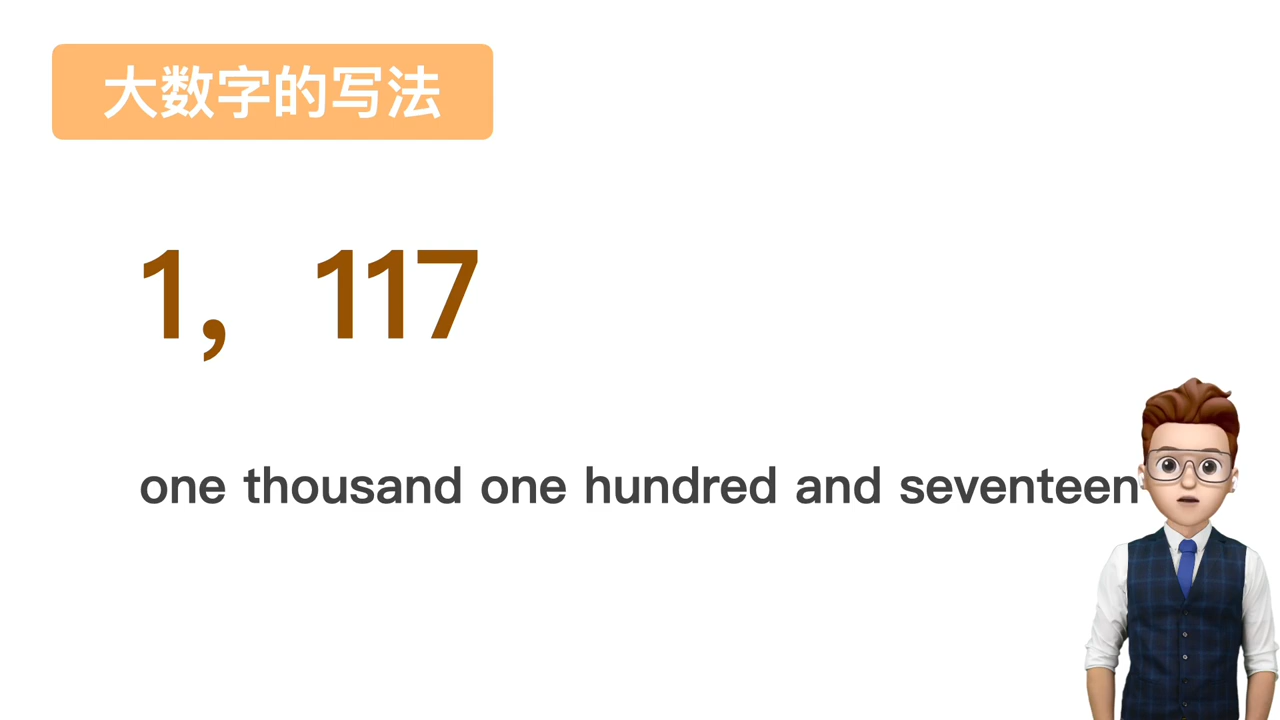 大数字的写法
1, 117
one thousand one hundred and seventeen